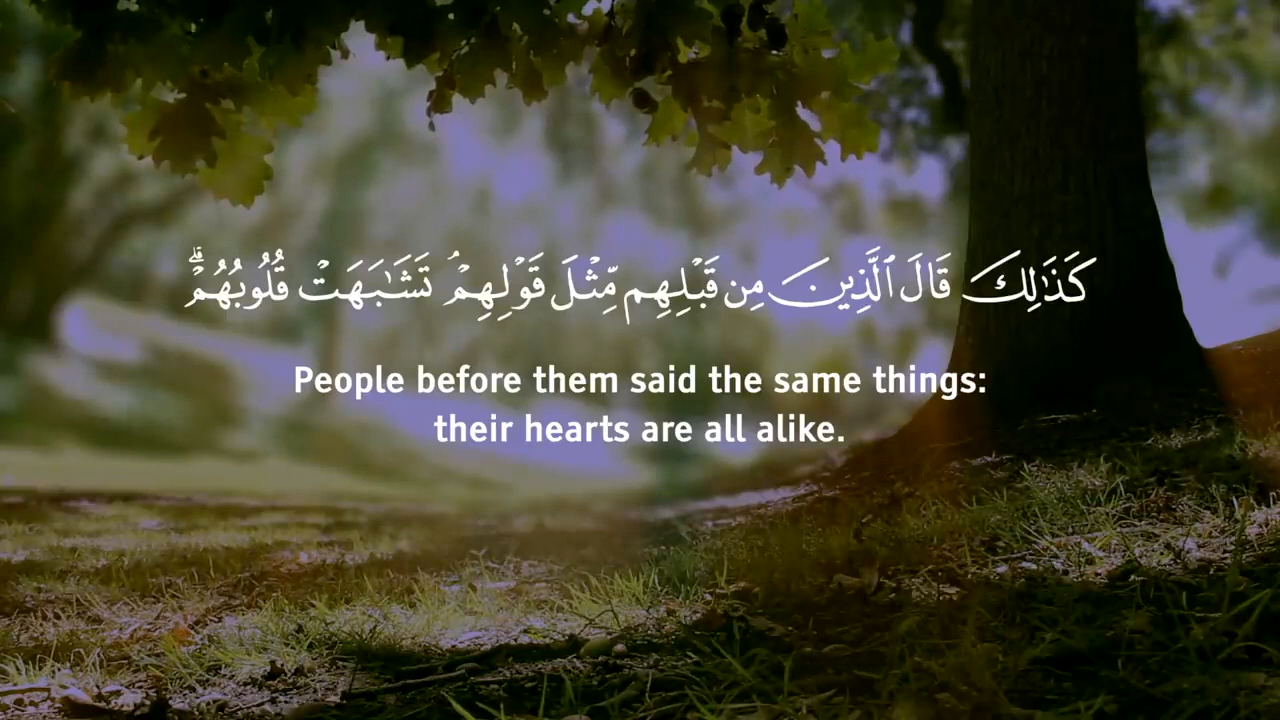 كَذَٰلِكَ قَالَ ٱلَّذِينَ مِن قَبْلِهِم مِّثْلَ قَوْلِهِمْ ۘ تَشَـٰبَهَتْ قُلُوبُهُمْ ۗ
People before them said the same things:
their hearts are all alike.